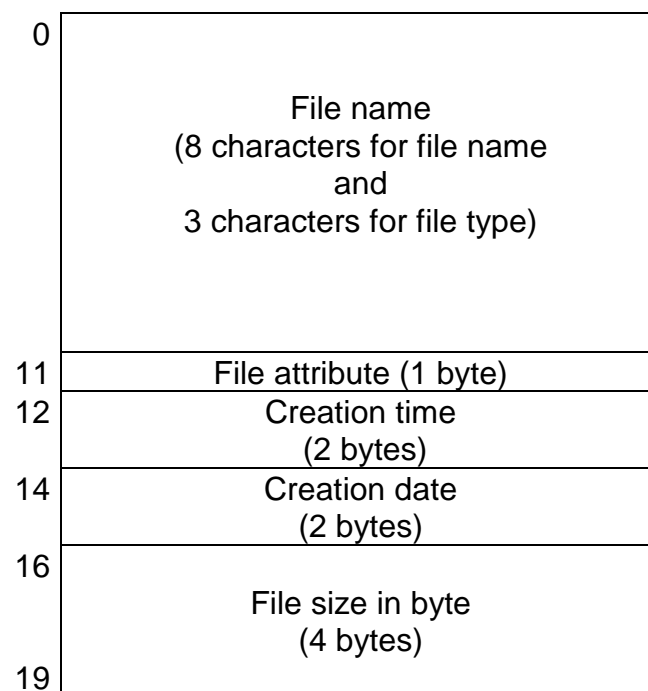 0
File name
(8 characters for file name
and
3 characters for file type)
11 File attribute (1 byte)
12 Creation time
(2 bytes)
14 Creation date
(2 bytes)
16
File size in byte
(4 bytes)
19